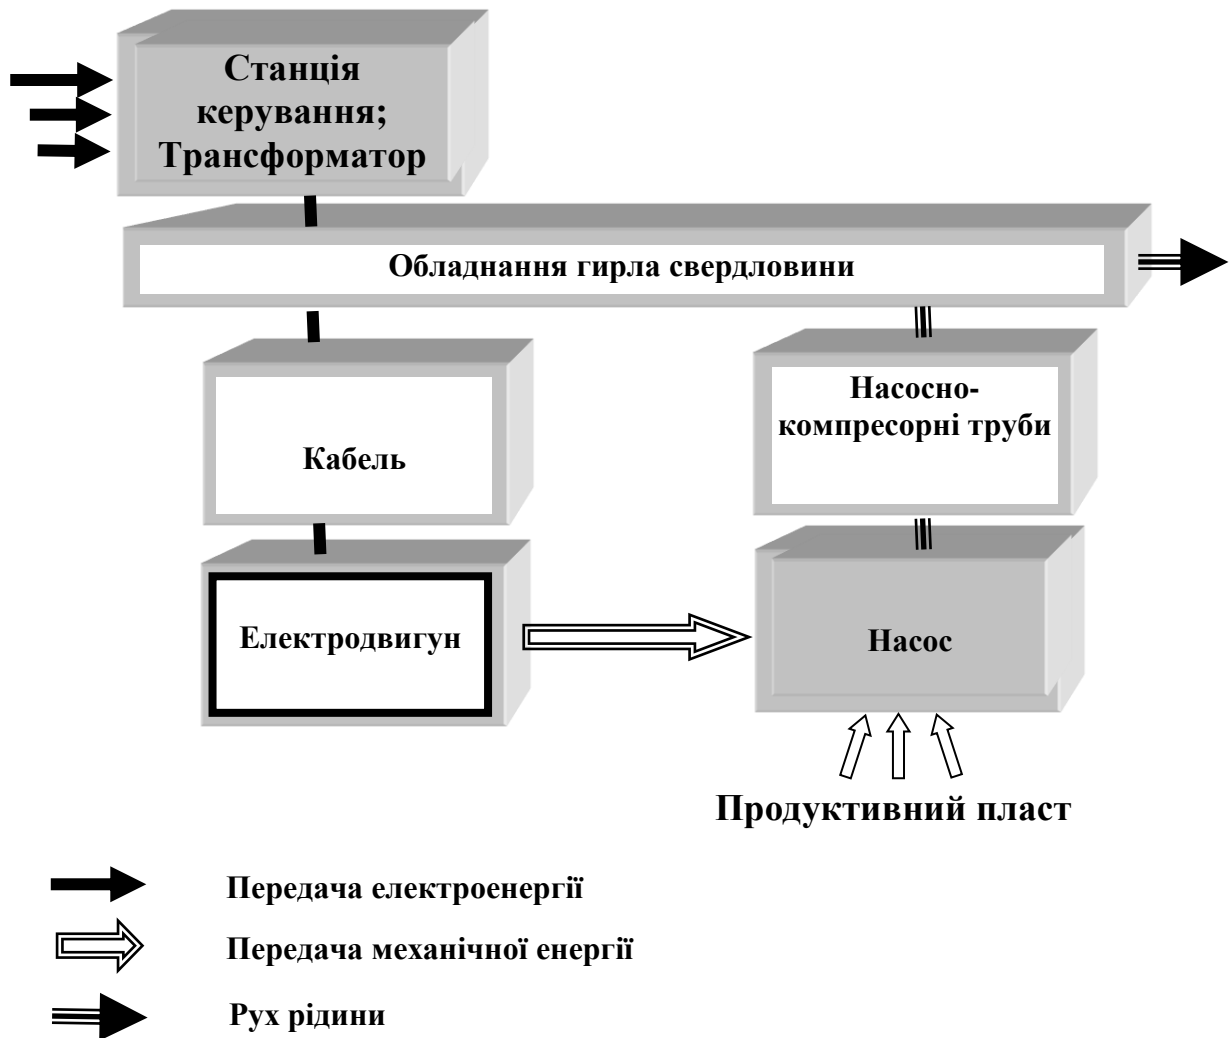 Станція
керування;
Трансформатор
Обладнання гирла свердловини
Кабель
Насосно-
компресорні труби
Електродвигун
Насос
Продуктивний пласт
Передача електроенергії
Передача механічної енергії
Рух рідини